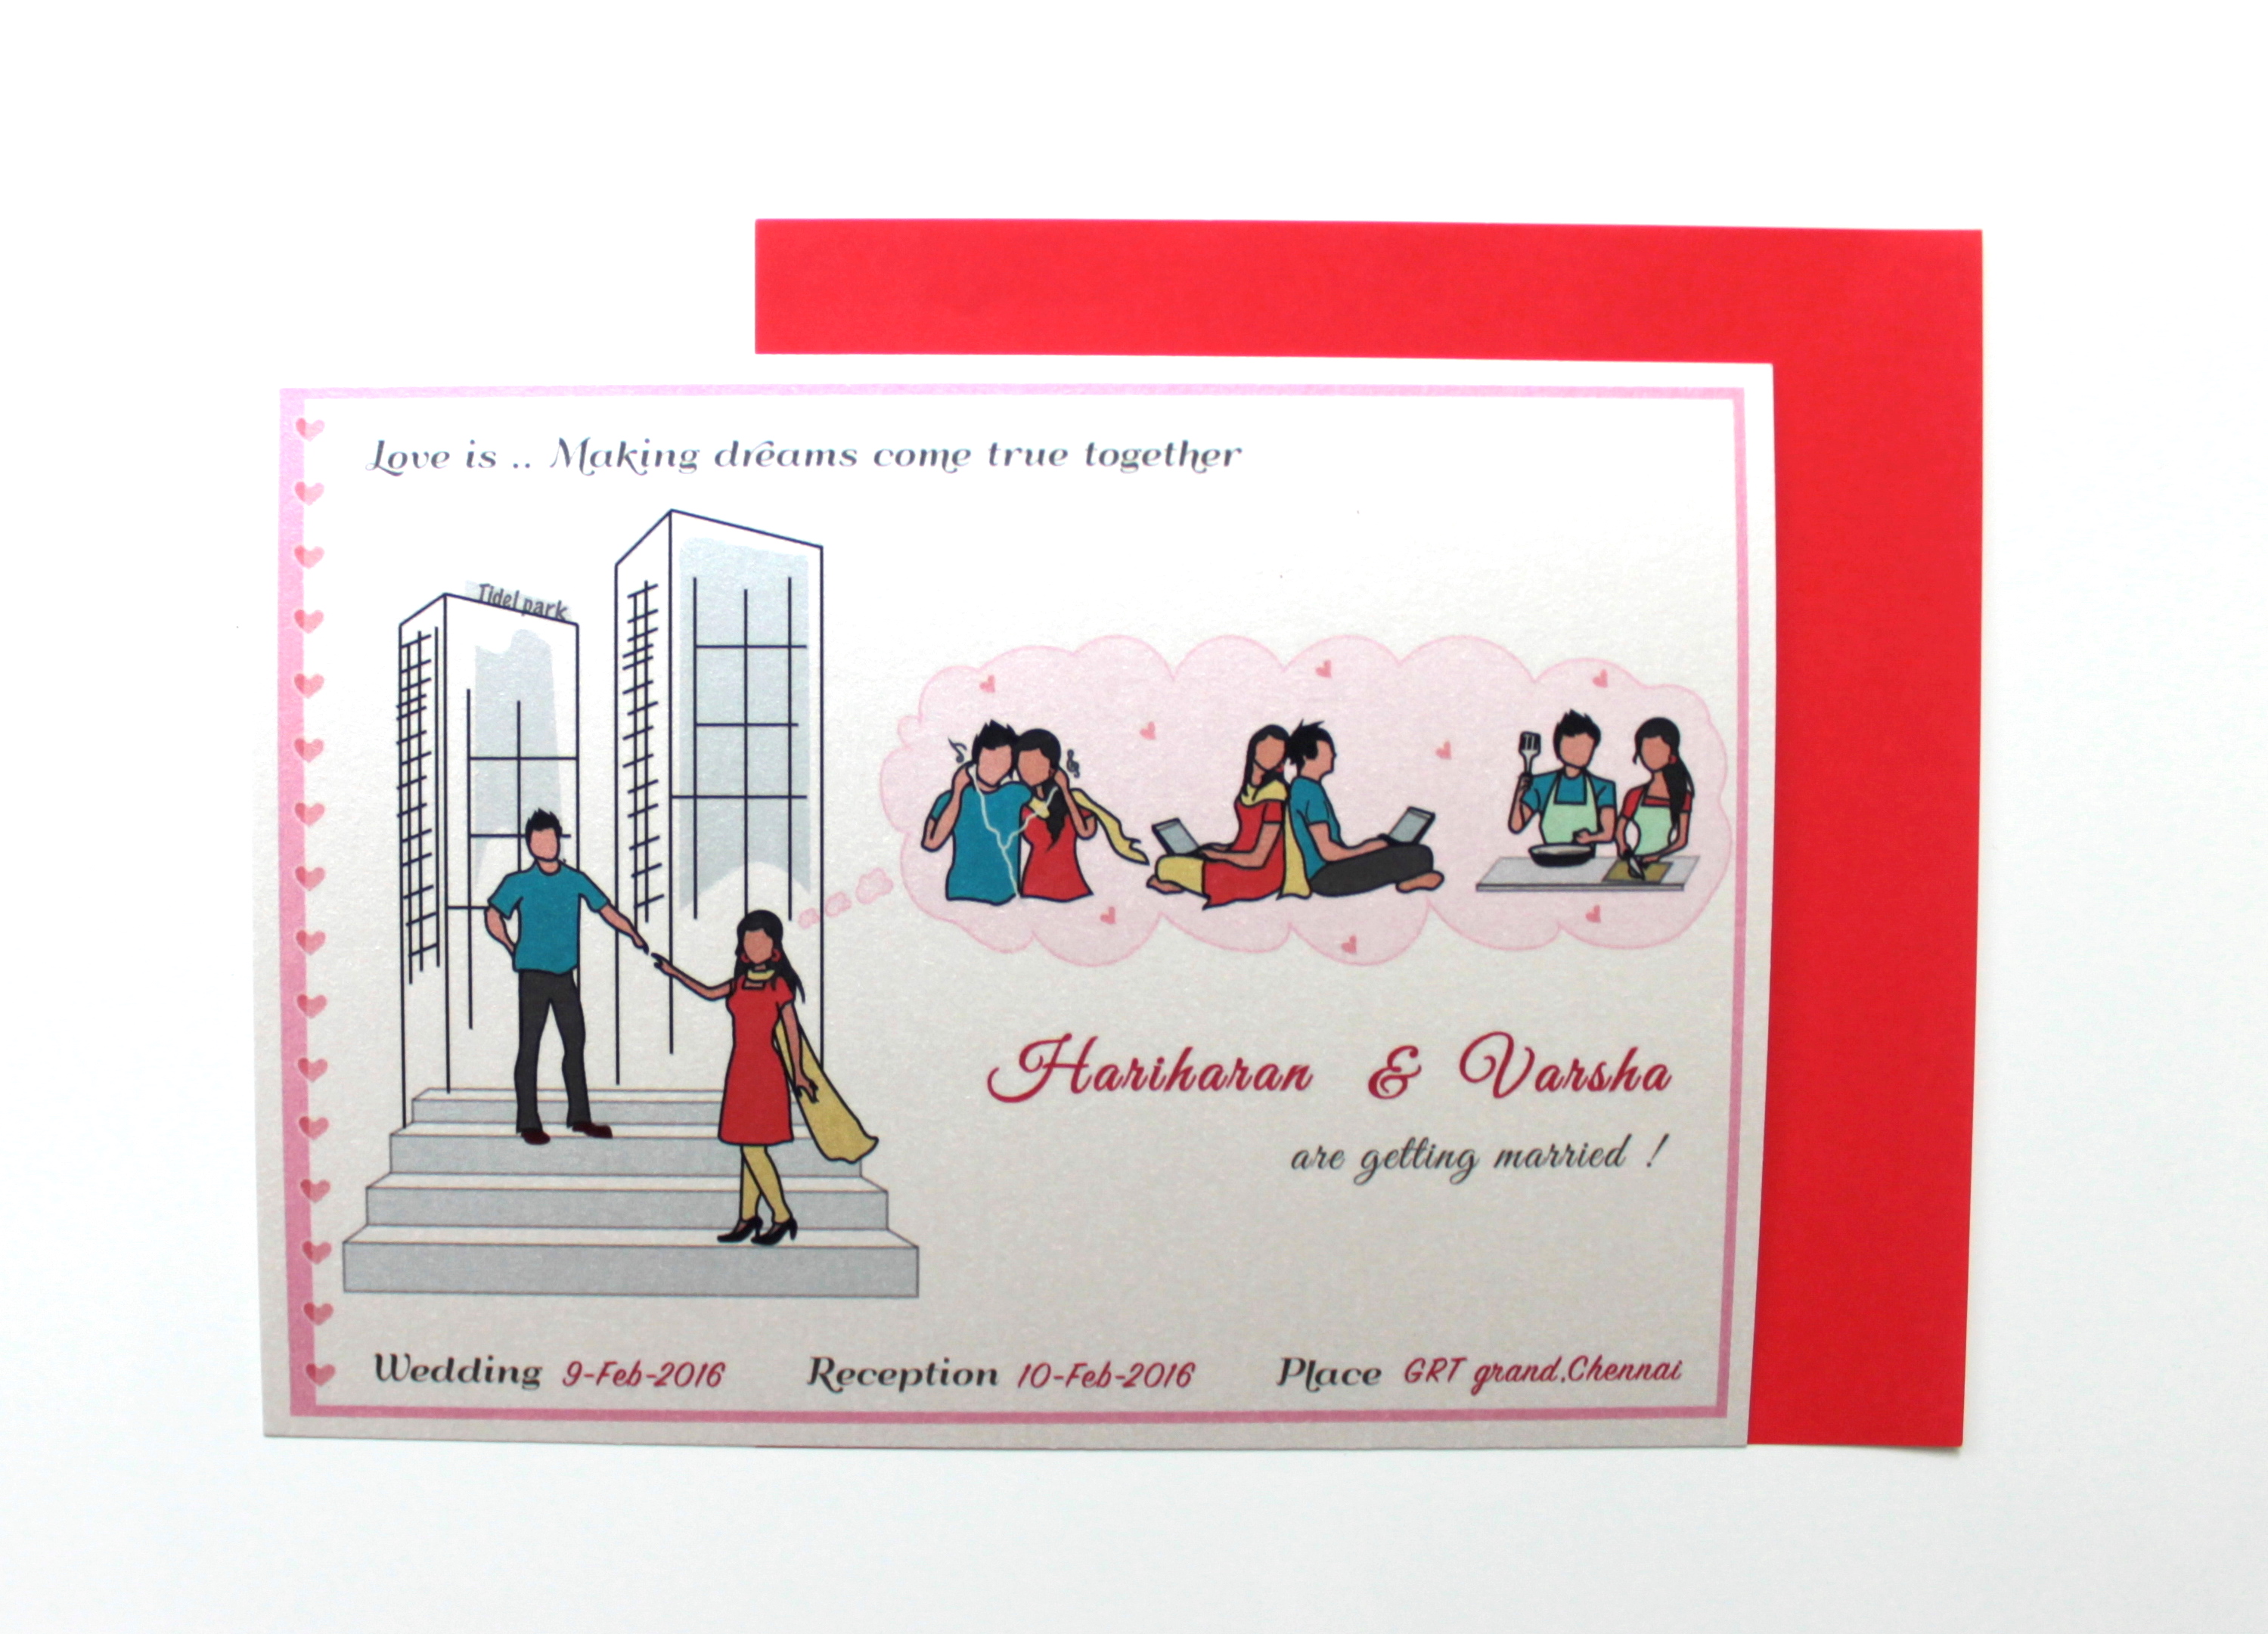 Love is .. Making dreams come true together
Tidel park
Hariharan & Varsha
are getting married !
Wedding 9-Feb-2016 Reception 10-Feb-2016 Place GRT grand,Chennai